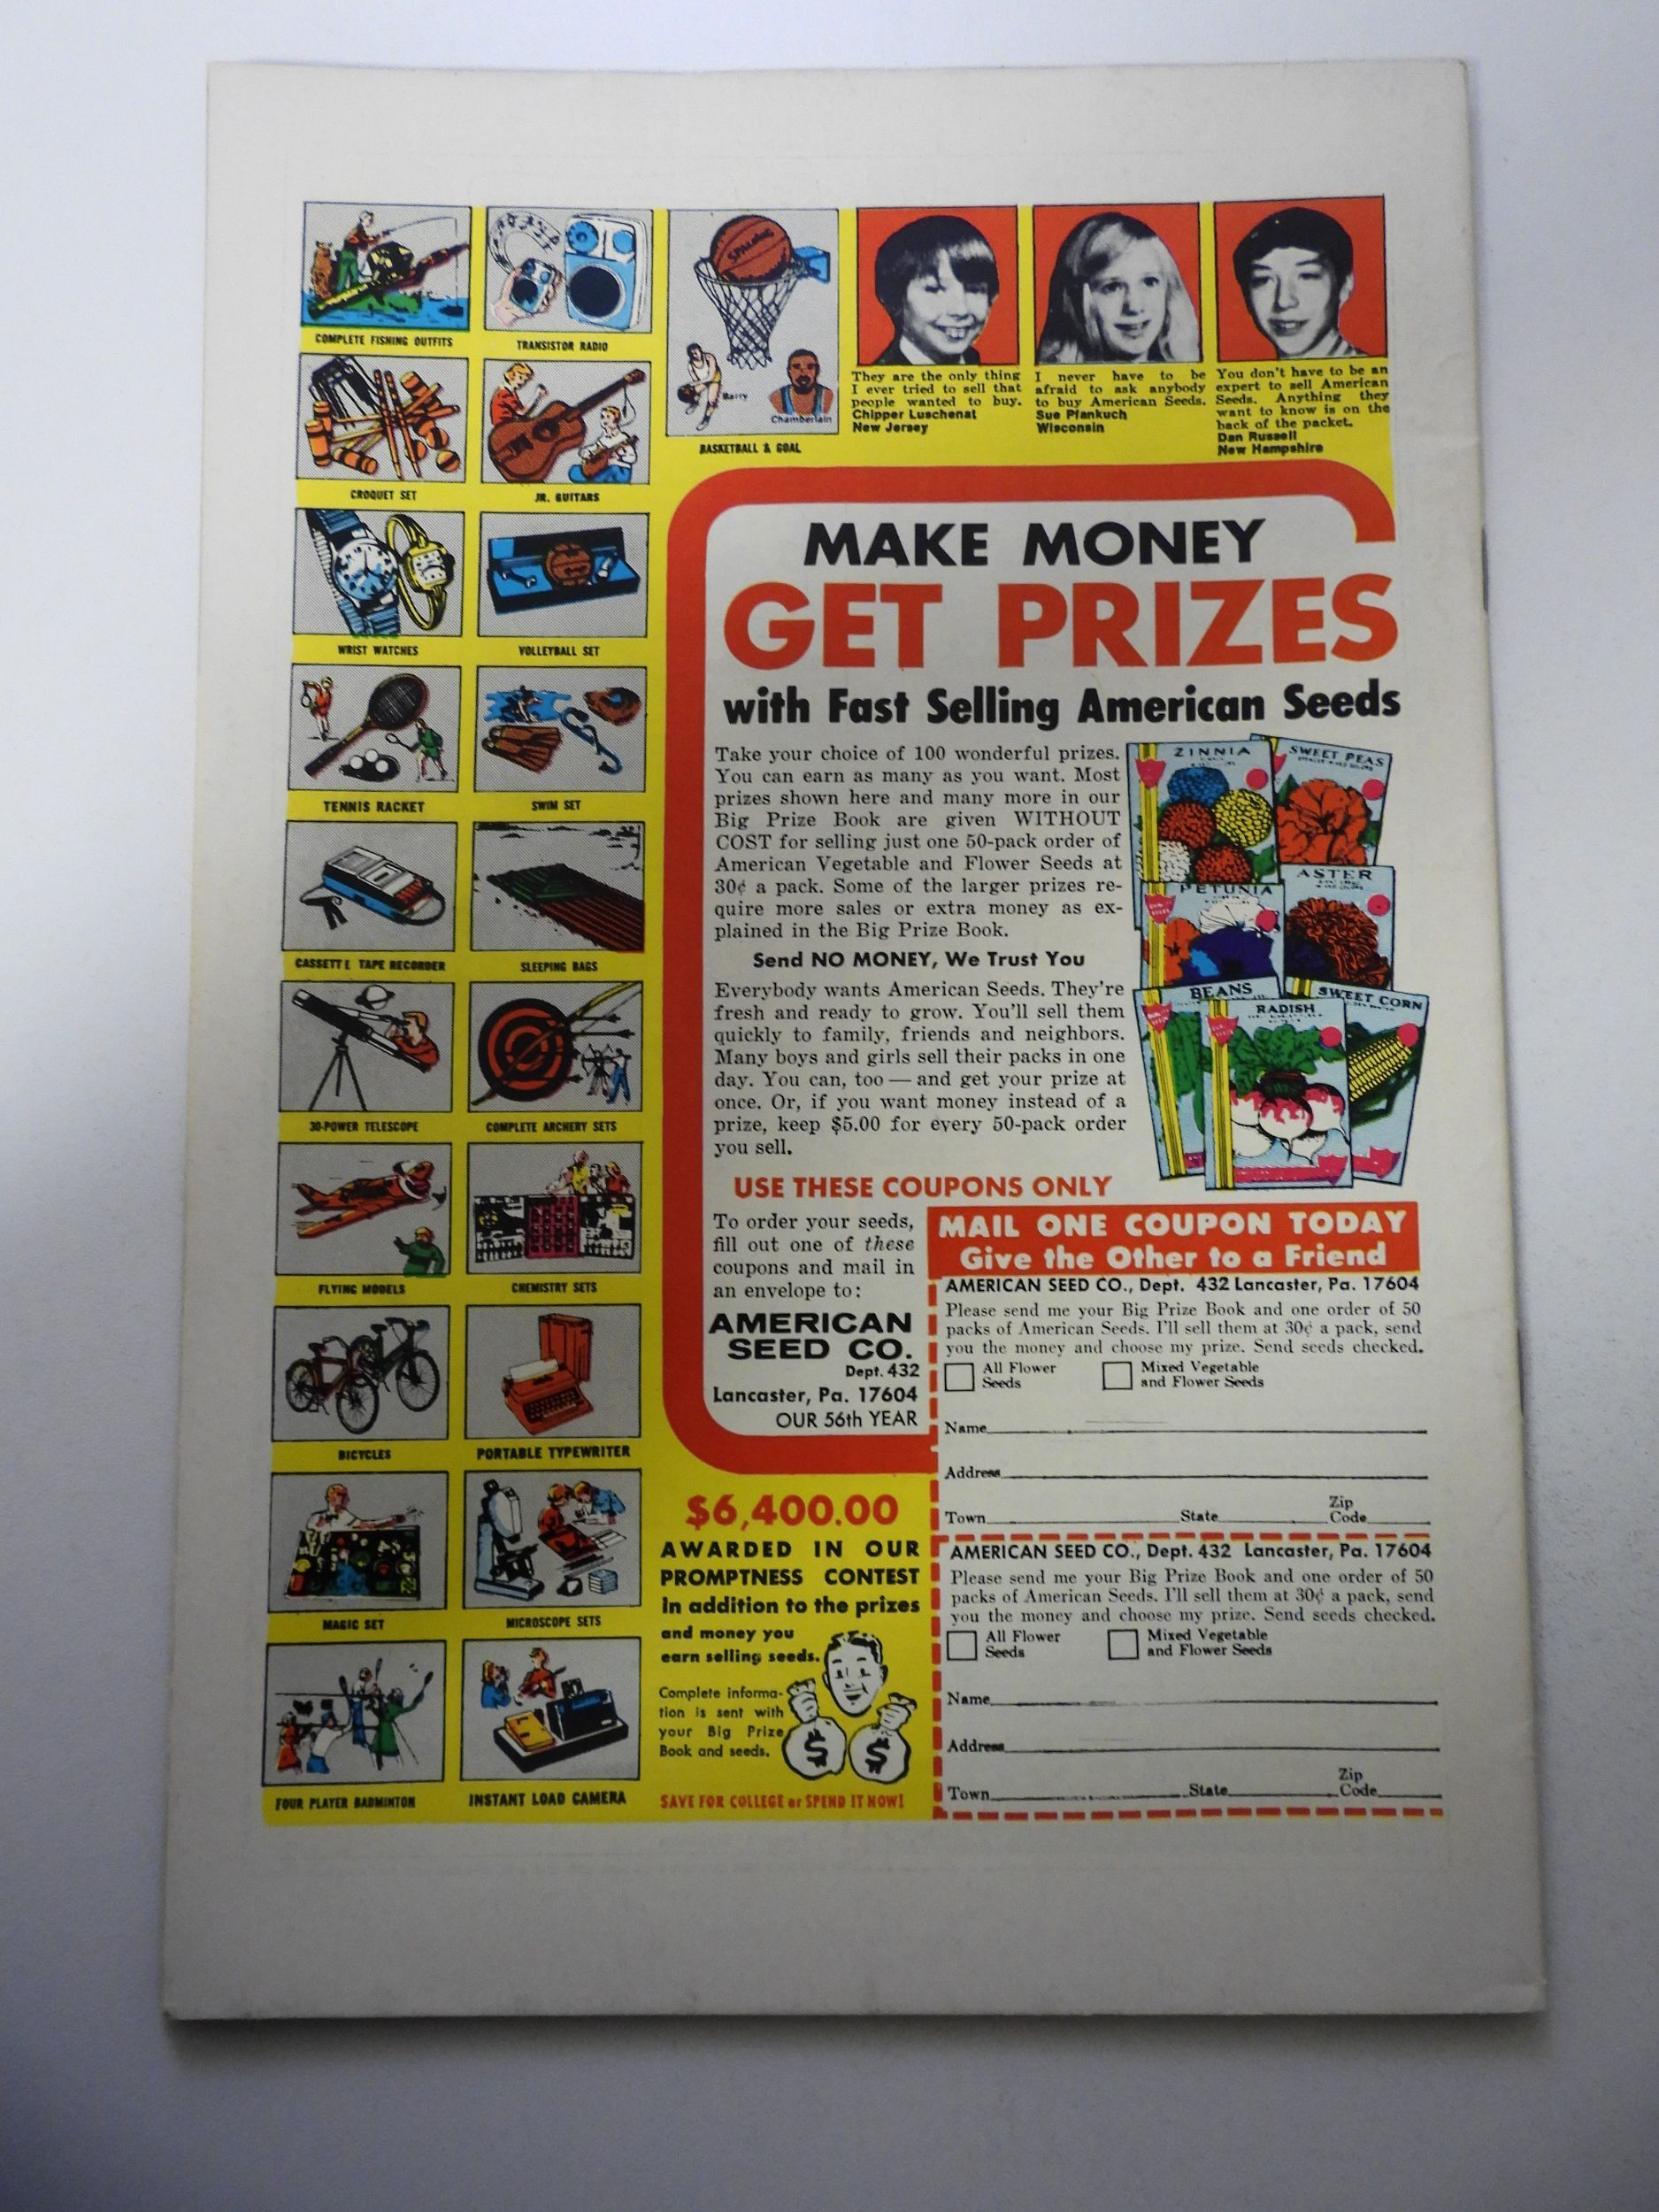 COMPLETE FISHING OUTFITS
TRANSISTOR RADIO
SPALDING
Barry
Chamberlain
BASKETBALL & GOAL
They are the only thing
I ever tried to sell that
people wanted to buy.
Chipper Luschenat
New Jersey
I never have to be
afraid to ask anybody
to buy American Seeds.
Sue Pfankuch
Wisconsin
You don't have to be an
expert to sell American
Seeds. Anything they
want to know is on the
back of the packet.
Dan Russell
New Hampshire
CROQUET SET
JR. GUITARS
WRIST WATCHES
VOLLEYBALL SET
TENNIS RACKET
SWIM SET
CASSETTE TAPE RECORDER
SLEEPING BAGS
30-POWER TELESCOPE
COMPLETE ARCHERY SETS
FLYING MODELS
CHEMISTRY SETS
BICYCLES
PORTABLE TYPEWRITER
MAGIC SET
MICROSCOPE SETS
FOUR PLAYER BADMINTON
INSTANT LOAD CAMERA
MAKE MONEY
GET PRIZES
with Fast Selling American Seeds
Take your choice of 100 wonderful prizes.
You can earn as many as you want. Most
prizes shown here and many more in our
Big Prize Book are given WITHOUT
COST for selling just one 50-pack order of
American Vegetable and Flower Seeds at
30¢ a pack. Some of the larger prizes re-
quire more sales or extra money as ex-
plained in the Big Prize Book.
Send NO MONEY, We Trust You
Everybody wants American Seeds. They're
fresh and ready to grow. You'll sell them
quickly to family, friends and neighbors.
Many boys and girls sell their packs in one
day. You can, too — and get your prize at
once. Or, if you want money instead of a
prize, keep $5.00 for every 50-pack order
you sell.
ZINNIA
SWEET PEAS
PETUNIA
ASTER
BEANS
RADISH
SWEET CORN
USE THESE COUPONS ONLY
To order your seeds,
fill out one of these
coupons and mail in
an envelope to:
AMERICAN
SEED CO.
Dept. 432
Lancaster, Pa. 17604
OUR 56th YEAR
MAIL ONE COUPON TODAY
Give the Other to a Friend
AMERICAN SEED CO., Dept. 432 Lancaster, Pa. 17604
Please send me your Big Prize Book and one order of 50
packs of American Seeds. I'll sell them at 30¢ a pack, send
you the money and choose my prize. Send seeds checked.
All Flower Seeds
Mixed Vegetable and Flower Seeds
Name
Address
Town State Zip Code
AMERICAN SEED CO., Dept. 432 Lancaster, Pa. 17604
Please send me your Big Prize Book and one order of 50
packs of American Seeds. I'll sell them at 30¢ a pack, send
you the money and choose my prize. Send seeds checked.
All Flower Seeds
Mixed Vegetable and Flower Seeds
Name
Address
Town State Zip Code
$6,400.00
AWARDED IN OUR
PROMPTNESS CONTEST
In addition to the prizes
and money you
earn selling seeds.
Complete informa-
tion is sent with
your Big Prize
Book and seeds.
$ $
SAVE FOR COLLEGE or SPEND IT NOW!